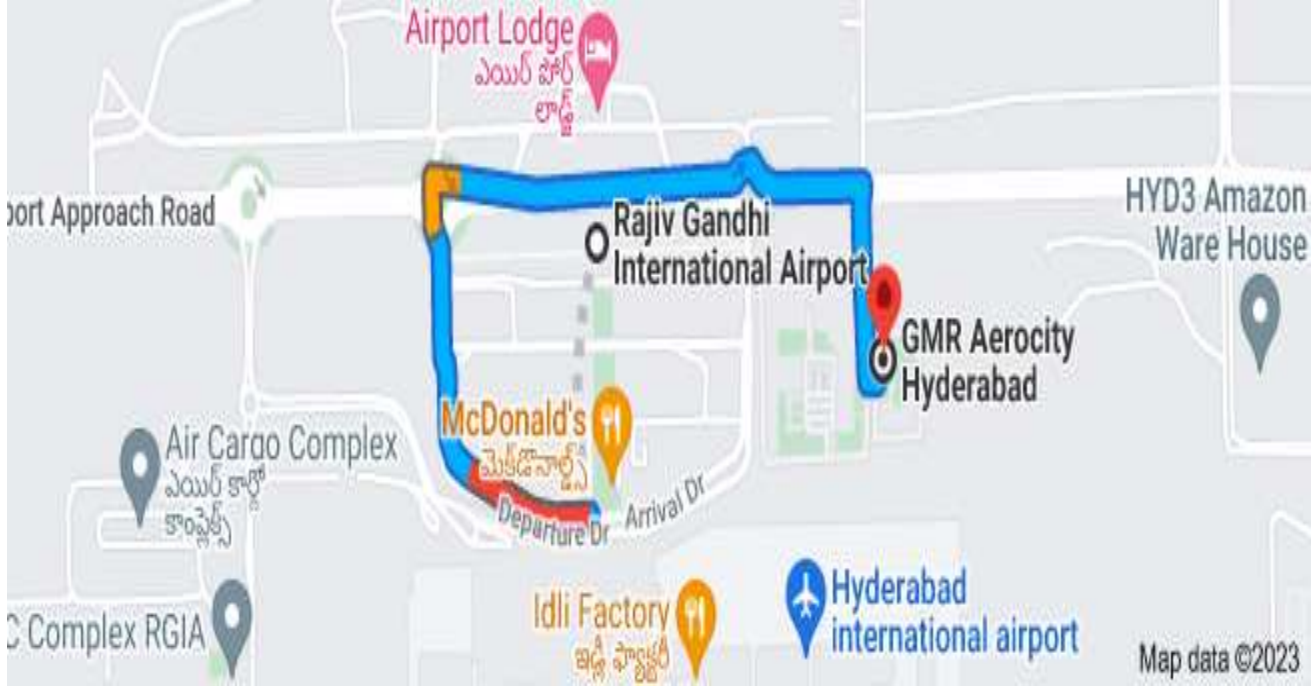 Airport Lodge
ఎయిర్ పోర్
లాడ్జ్
port Approach Road
Rajiv Gandhi
International Airport
HYD3 Amazon
Ware House
GMR Aerocity
Hyderabad
McDonald's
మెక్‌డొనాల్డ్స్
Air Cargo Complex
ఎయిర్ కార్గో
కాంప్లెక్స్
Departure Dr
Arrival Dr
Idli Factory
ఇడ్లీ ఫ్యాక్టరీ
Hyderabad
international airport
C Complex RGIA
Map data ©2023